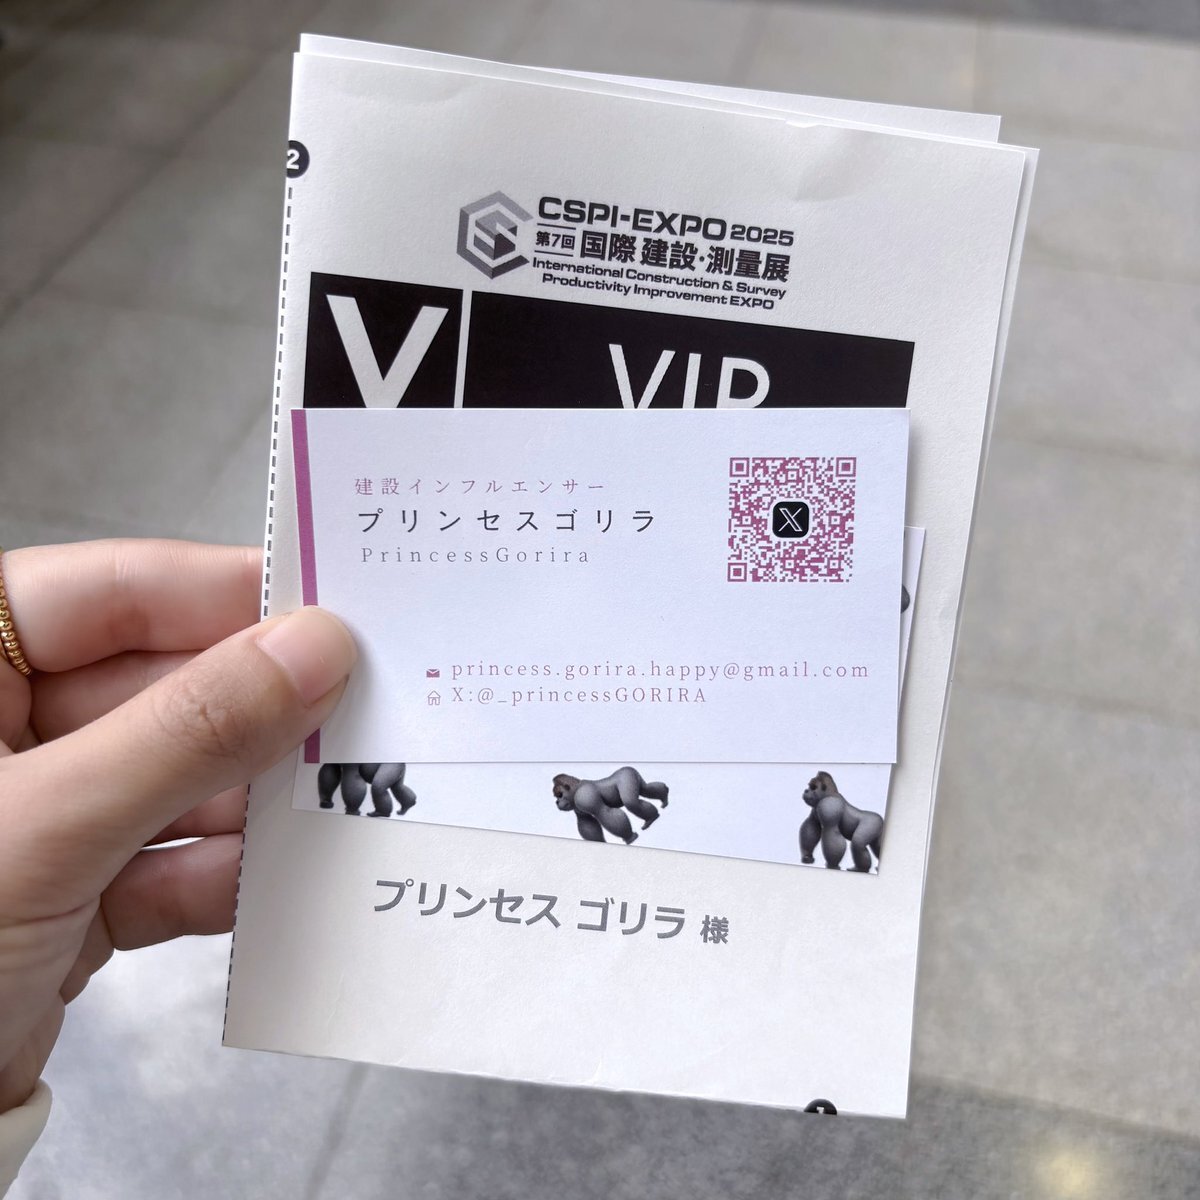 2
CSPI-EXPO 2025
第7回 国際 建設・測量展
International Construction & Survey
Productivity Improvement EXPO
V
VIP
建設インフルエンサー
プリンセスゴリラ
PrincessGorira
princess.gorira.happy@gmail.com
X:@_princessGORIRA
プリンセス ゴリラ 様
1